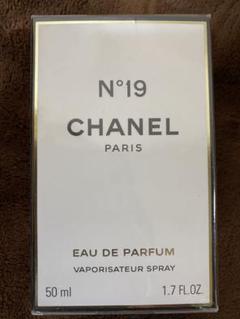 N°19
CHANEL
PARIS
EAU DE PARFUM
VAPORISATEUR SPRAY
50 ml 1.7 FL.OZ.